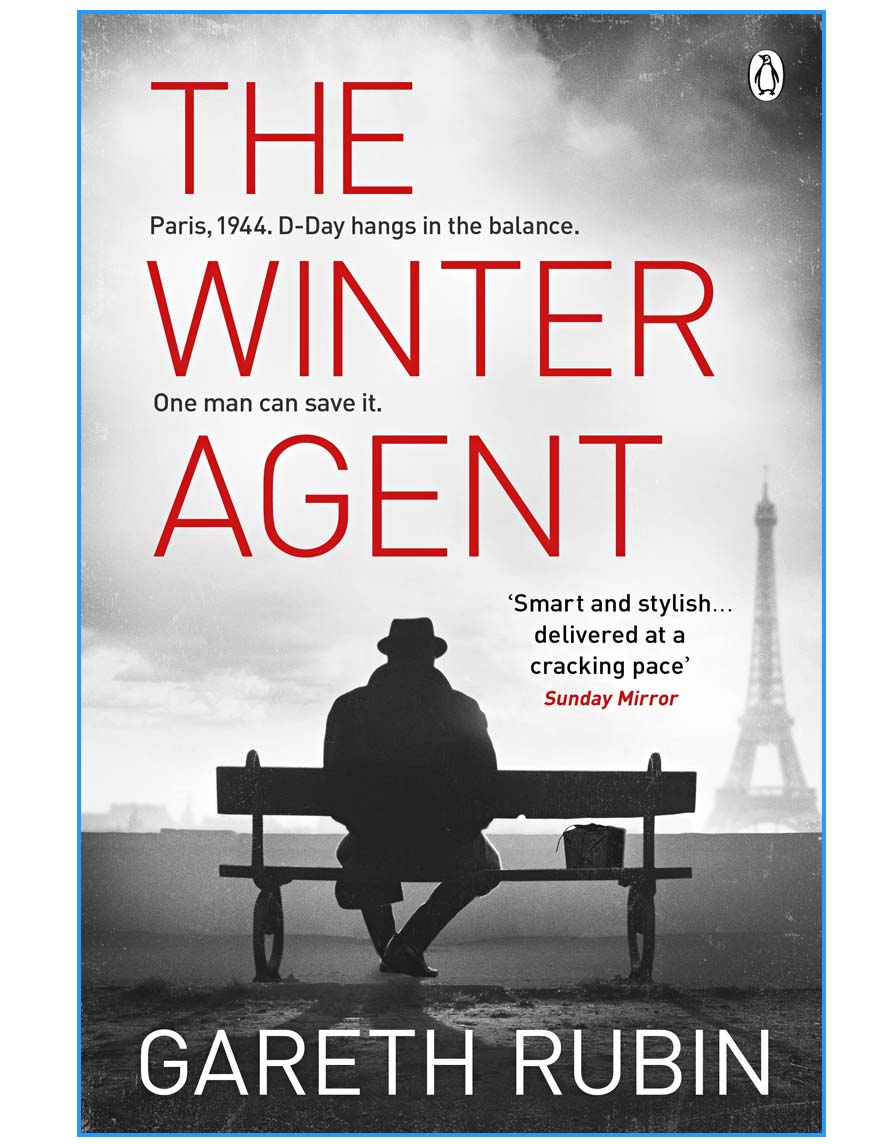 THE
Paris, 1944. D-Day hangs in the balance.
WINTER
One man can save it.
AGENT
‘Smart and stylish…
delivered at a
cracking pace’
Sunday Mirror
GARETH RUBIN